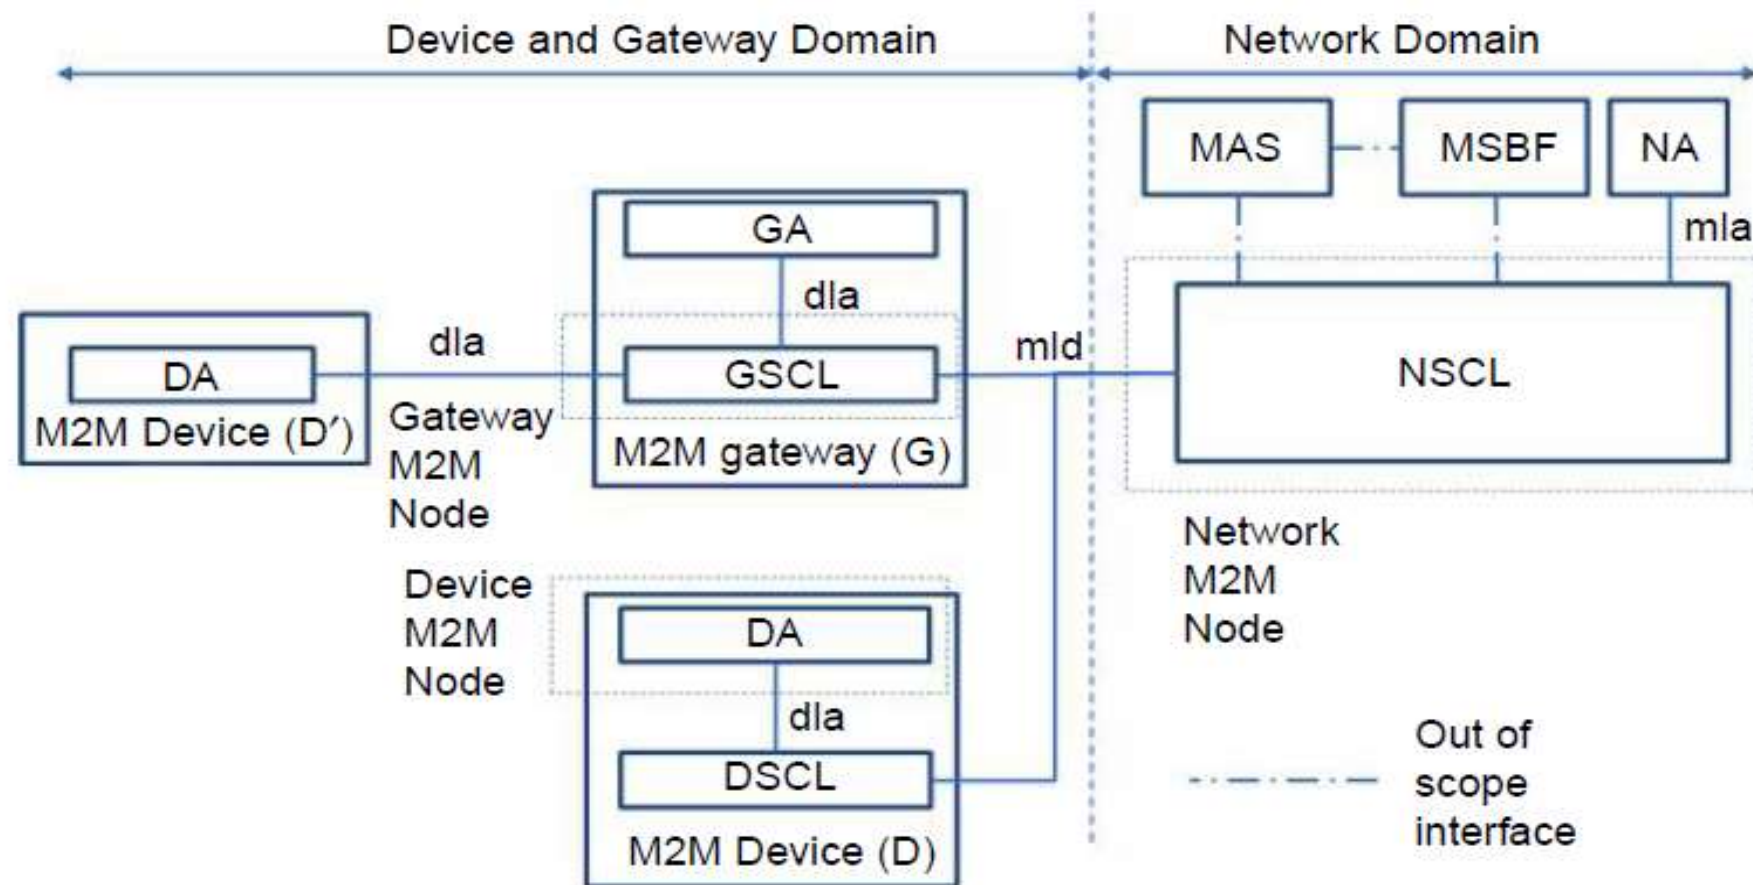 Device and Gateway Domain
Network Domain
MAS
MSBF
NA
mla
GA
dla
GSCL
M2M gateway (G)
dla
DA
M2M Device (D′)
Gateway
M2M
Node
mld
NSCL
Network
M2M
Node
Device
M2M
Node
DA
dla
DSCL
M2M Device (D)
Out of
scope
interface